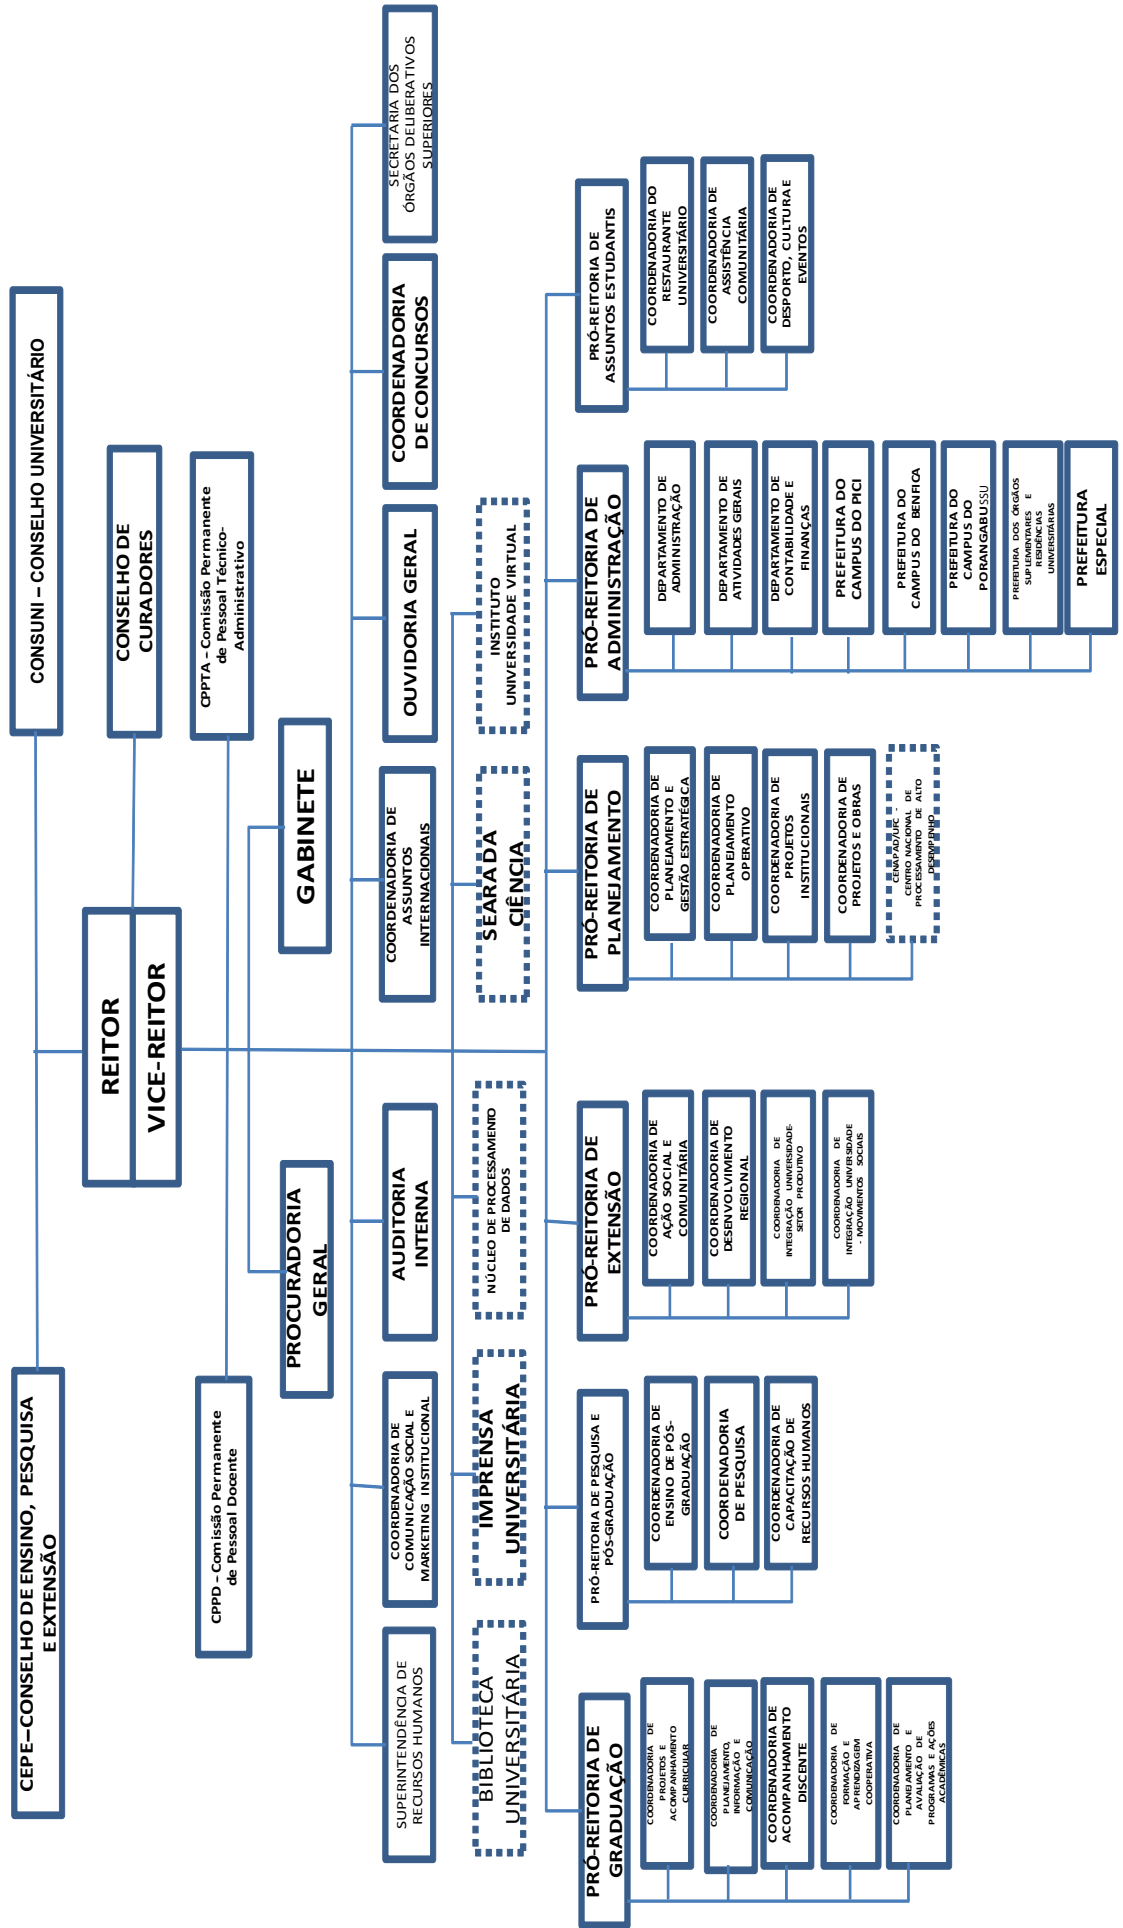 CEPE–CONSELHO DE ENSINO, PESQUISA
E EXTENSÃO
CONSUNI – CONSELHO UNIVERSITÁRIO
REITOR
VICE-REITOR
CONSELHO DE
CURADORES
CPPD – Comissão Permanente
de Pessoal Docente
CPPTA – Comissão Permanente
de Pessoal Técnico-
Administrativo
PROCURADORIA
GERAL
GABINETE
SUPERINTENDÊNCIA DE
RECURSOS HUMANOS
COORDENADORIA DE
COMUNICAÇÃO SOCIAL E
MARKETING INSTITUCIONAL
AUDITORIA
INTERNA
COORDENADORIA DE
ASSUNTOS
INTERNACIONAIS
OUVIDORIA GERAL
COORDENADORIA
DE CONCURSOS
SECRETARIA DOS
ÓRGÃOS DELIBERATIVOS
SUPERIORES
BIBLIOTECA
UNIVERSITÁRIA
IMPRENSA
UNIVERSITÁRIA
NÚCLEO DE PROCESSAMENTO
DE DADOS
SEARA DA
CIÊNCIA
INSTITUTO
UNIVERSIDADE VIRTUAL
PRÓ-REITORIA DE
GRADUAÇÃO
COORDENADORIA DE
PROJETOS E
ACOMPANHAMENTO
CURRICULAR
COORDENADORIA DE
PLANEJAMENTO,
INFORMAÇÃO E
COMUNICAÇÃO
COORDENADORIA DE
ACOMPANHAMENTO
DISCENTE
COORDENADORIA DE
FORMAÇÃO E
APRENDIZAGEM
COOPERATIVA
COORDENADORIA DE
PLANEJAMENTO E
AVALIAÇÃO DE
PROGRAMAS E AÇÕES
ACADÊMICAS
PRÓ-REITORIA DE PESQUISA E
PÓS-GRADUAÇÃO
COORDENADORIA DE
ENSINO DE PÓS-
GRADUAÇÃO
COORDENADORIA
DE PESQUISA
COORDENADORIA DE
CAPACITAÇÃO DE
RECURSOS HUMANOS
PRÓ-REITORIA DE
EXTENSÃO
COORDENADORIA DE
AÇÃO SOCIAL E
COMUNITÁRIA
COORDENADORIA DE
DESENVOLVIMENTO
REGIONAL
COORDENADORIA DE
INTEGRAÇÃO UNIVERSIDADE-
SETOR PRODUTIVO
COORDENADORIA DE
INTEGRAÇÃO UNIVERSIDADE
- MOVIMENTOS SOCIAIS
PRÓ-REITORIA DE
PLANEJAMENTO
COORDENADORIA DE
PLANEJAMENTO E
GESTÃO ESTRATÉGICA
COORDENADORIA DE
PLANEJAMENTO
OPERATIVO
COORDENADORIA DE
PROJETOS
INSTITUCIONAIS
COORDENADORIA DE
PROJETOS E OBRAS
CENAPAD/UFC -
CENTRO NACIONAL DE
PROCESSAMENTO DE ALTO
DESEMPENHO
PRÓ-REITORIA DE
ADMINISTRAÇÃO
DEPARTAMENTO DE
ADMINISTRAÇÃO
DEPARTAMENTO DE
ATIVIDADES GERAIS
DEPARTAMENTO DE
CONTABILIDADE E
FINANÇAS
PREFEITURA DO
CAMPUS DO PICI
PREFEITURA DO
CAMPUS DO BENFICA
PREFEITURA DO
CAMPUS DO
PORANGABUSSU
PREFEITURA DOS ÓRGÃOS
SUPLEMENTARES E
RESIDÊNCIAS
UNIVERSITÁRIAS
PREFEITURA
ESPECIAL
PRÓ-REITORIA DE
ASSUNTOS ESTUDANTIS
COORDENADORIA DO
RESTAURANTE
UNIVERSITÁRIO
COORDENADORIA DE
ASSISTÊNCIA
COMUNITÁRIA
COORDENADORIA DE
DESPORTO, CULTURA E
EVENTOS